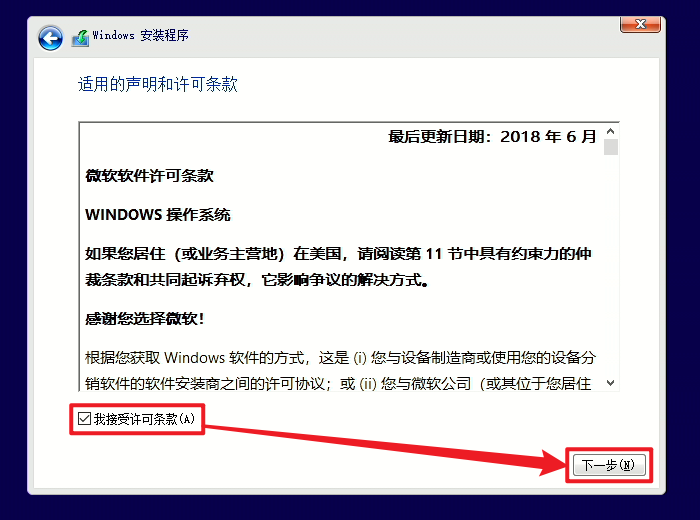 Windows 安装程序
适用的声明和许可条款
最后更新日期：2018 年 6 月
微软软件许可条款
WINDOWS 操作系统
如果您居住（或业务主营地）在美国，请阅读第 11 节中具有约束力的仲
裁条款和共同起诉弃权，它影响争议的解决方式。
感谢您选择微软！
根据您获取 Windows 软件的方式，这是 (i) 您与设备制造商或使用您的设备分
销软件的软件安装商之间的许可协议；或 (ii) 您与微软公司（或其位于您居住
我接受许可条款(A)
下一步(N)